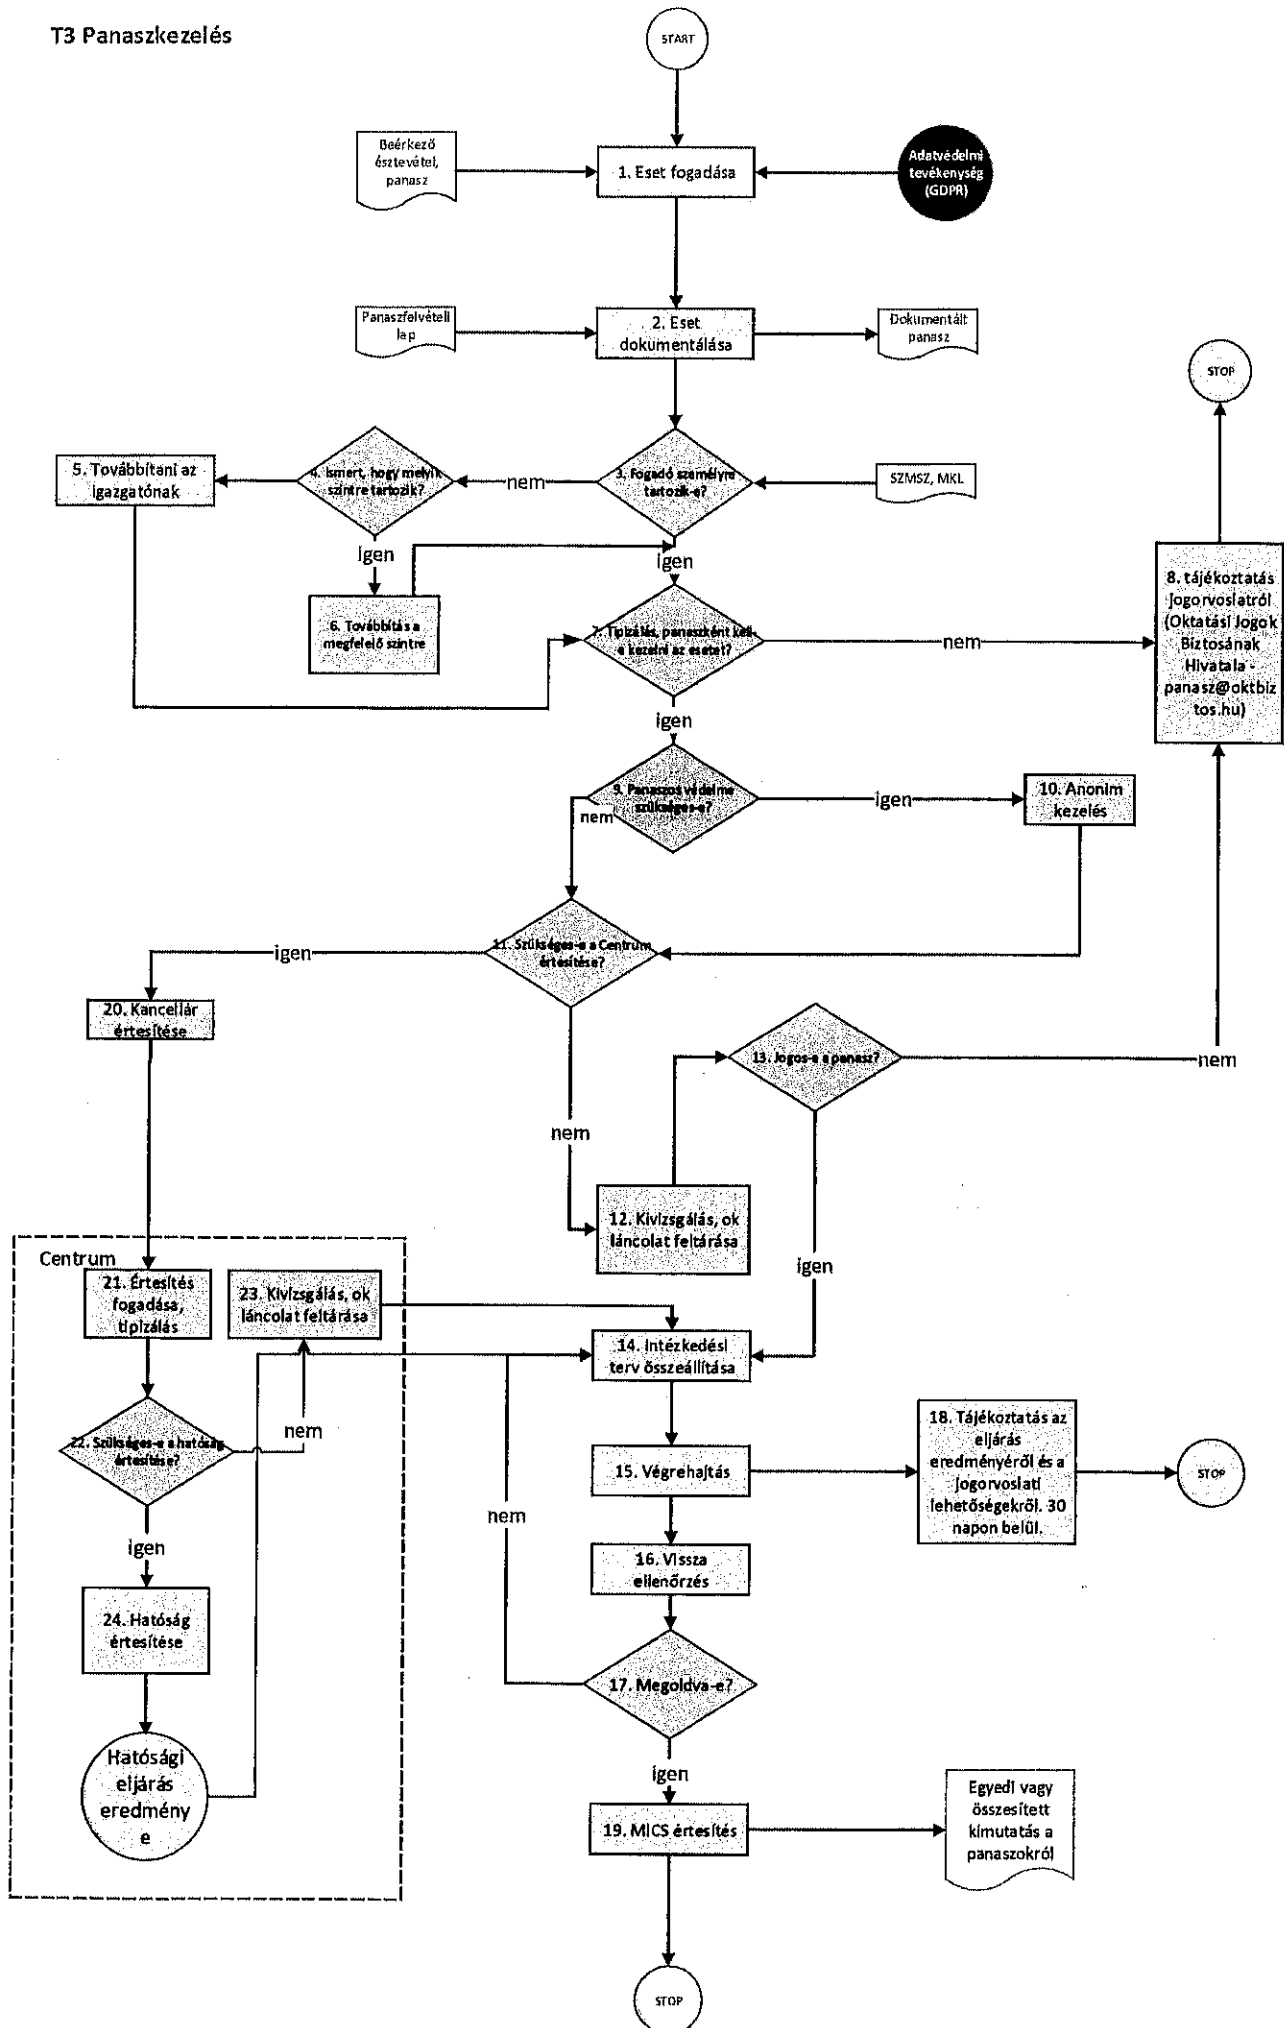 T3 Panaszkezelés
START
Beérkező
észtevétel,
panasz
1. Eset fogadása
Adatvédelmi
tevékenység
(GDPR)
Panaszfelvételi
lap
2. Eset
dokumentálása
Dokumentált
panasz
STOP
5. Továbbítani az
igazgatónak
4. Ismert, hogy melyik
szintre tartozik?
nem
3. Fogadó személyre
tartozik-e?
SZMSZ, MKL
igen
igen
6. Továbbítás a
megfelelő szintre
7. Tipizálás, panaszként kell-
e kezelni az esetet?
nem
8. tájékoztatás
jogorvoslatról
(Oktatási Jogok
Biztosának
Hivatala -
panasz@oktbiz
tos.hu)
igen
9. Panaszos védelme
szükséges-e?
nem
igen
10. Anonim
kezelés
igen
11. Szükséges-e a Centrum
értesítése?
20. Kancellár
értesítése
13. Jogos-e a panasz?
nem
nem
12. Kivizsgálás, ok
láncolat feltárása
igen
Centrum
21. Értesítés
fogadása,
tipizálás
23. Kivizsgálás, ok
láncolat feltárása
14. Intézkedési
terv összeállítása
22. Szükséges-e a hatóság
értesítése?
nem
15. Végrehajtás
18. Tájékoztatás az
eljárás
eredményéről és a
jogorvoslati
lehetőségekről. 30
napon belül.
STOP
nem
igen
16. Vissza
ellenőrzés
24. Hatóság
értesítése
17. Megoldva-e?
Hatósági
eljárás
eredmény
e
igen
19. MICS értesítés
Egyedi vagy
összesített
kimutatás a
panaszokról
STOP